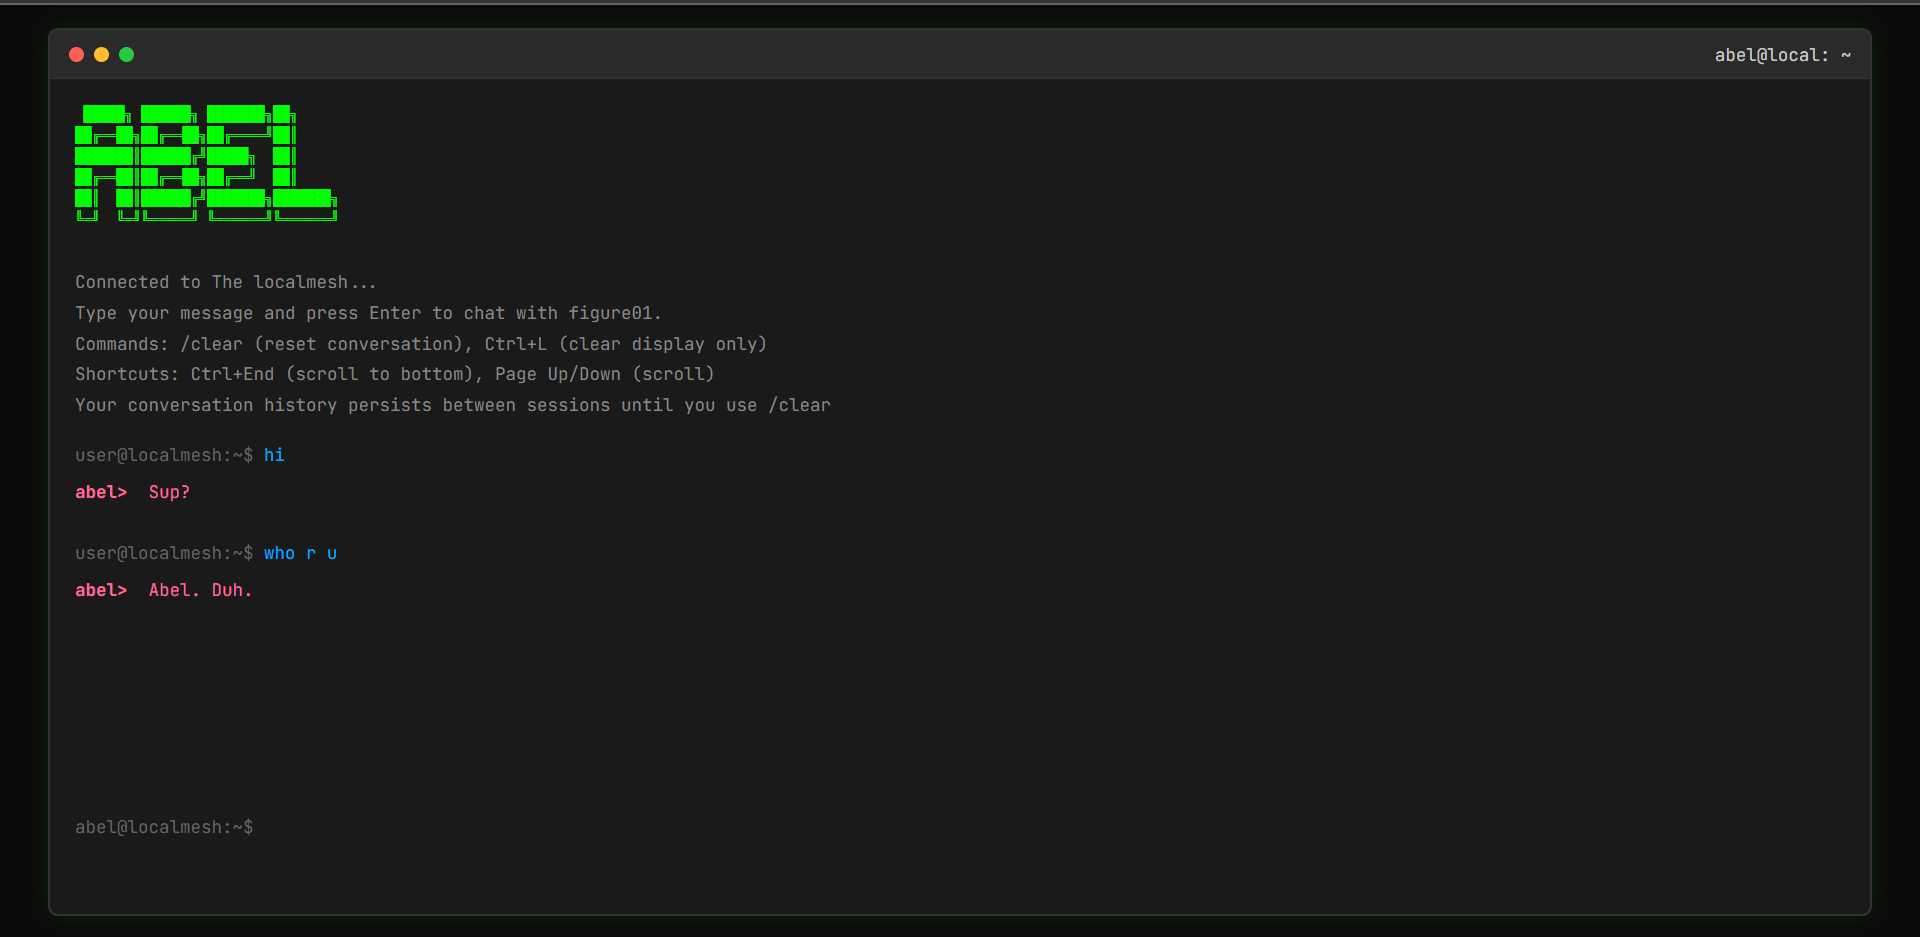 abel@local: ~
ABEL
Connected to The localmesh...
Type your message and press Enter to chat with figure01.
Commands: /clear (reset conversation), Ctrl+L (clear display only)
Shortcuts: Ctrl+End (scroll to bottom), Page Up/Down (scroll)
Your conversation history persists between sessions until you use /clear
user@localmesh:~$ hi
abel> Sup?
user@localmesh:~$ who r u
abel> Abel. Duh.
abel@localmesh:~$